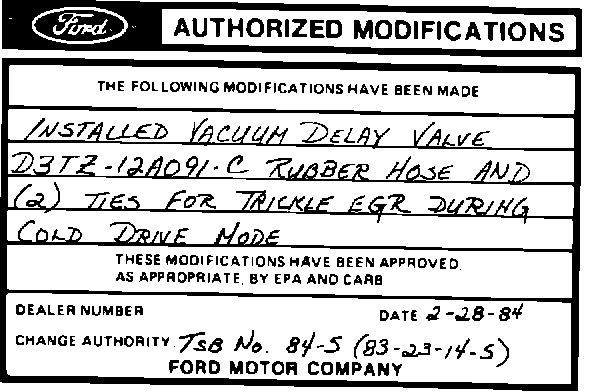 Ford AUTHORIZED MODIFICATIONS
THE FOLLOWING MODIFICATIONS HAVE BEEN MADE
INSTALLED VACUUM DELAY VALVE
D3TZ-12A091-C RUBBER HOSE AND
(2) TIES FOR TRICKLE EGR DURING
COLD DRIVE MODE
THESE MODIFICATIONS HAVE BEEN APPROVED,
AS APPROPRIATE, BY EPA AND CARB
DEALER NUMBER DATE 2-28-84
CHANGE AUTHORITY TSB No. 84-5 (83-23-14-5)
FORD MOTOR COMPANY